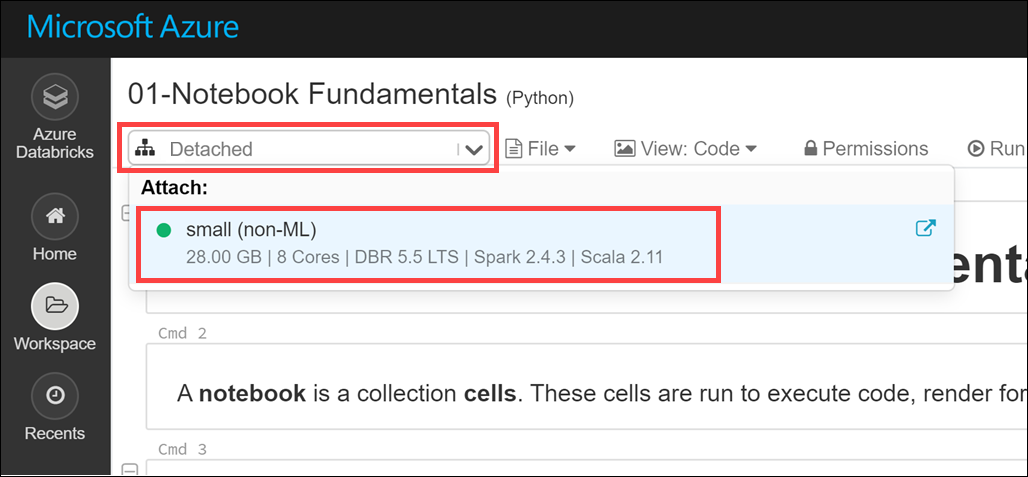 Microsoft Azure
01-Notebook Fundamentals (Python)
Azure
Databricks
Detached
File
View: Code
Permissions
Run
Attach:
small (non-ML)
28.00 GB | 8 Cores | DBR 5.5 LTS | Spark 2.4.3 | Scala 2.11
Home
Workspace
Cmd 2
A notebook is a collection cells. These cells are run to execute code, render for
Recents
Cmd 3